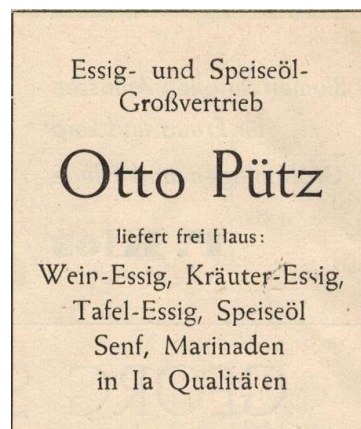 Essig- und Speiseöl-
Großvertrieb
Otto Pütz
liefert frei Haus:
Wein-Essig, Kräuter-Essig,
Tafel-Essig, Speiseöl
Senf, Marinaden
in Ia Qualitäten